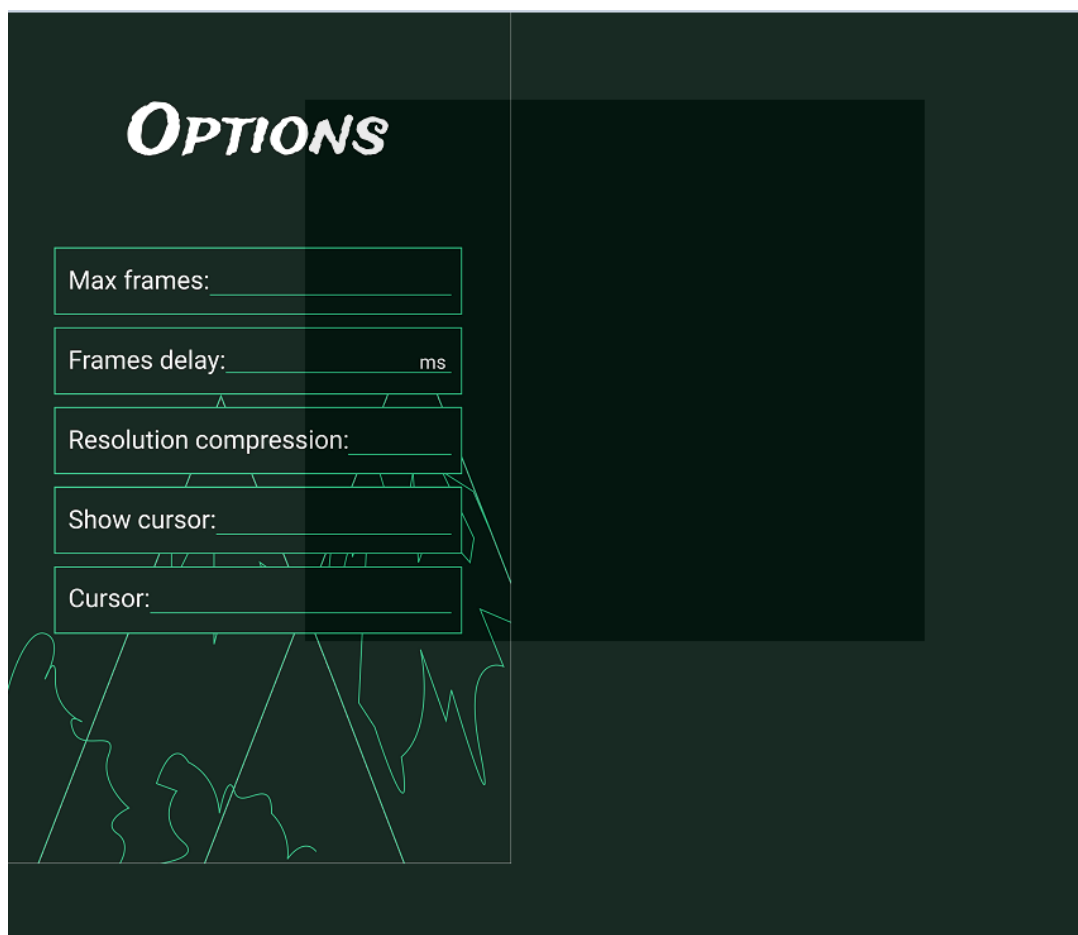 Options
Max frames:
Frames delay: ms
Resolution compression:
Show cursor:
Cursor: